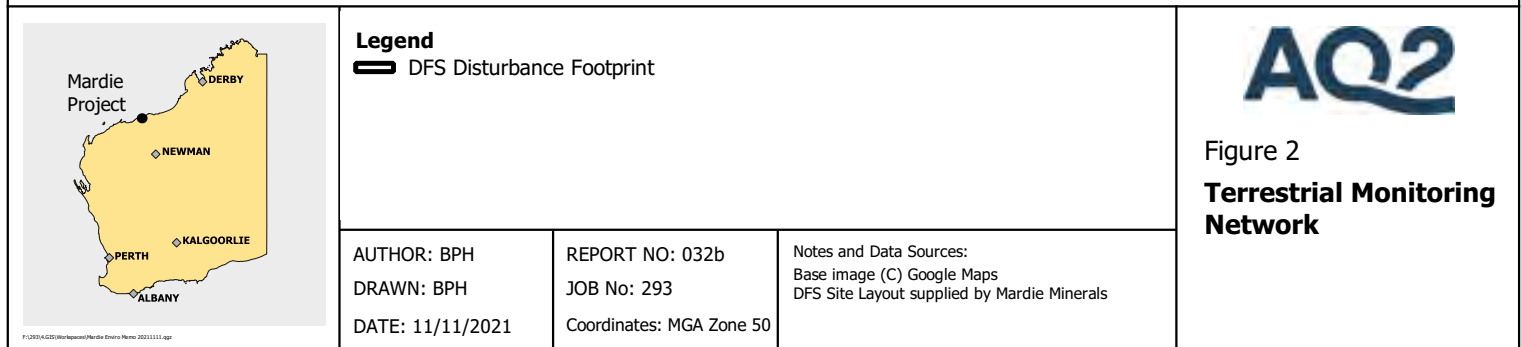 Mardie
Project
DERBY
NEWMAN
KALGOORLIE
PERTH
ALBANY
F:\293\4.GIS\Workspaces\Mardie Enviro Memo 20211111.qgz
Legend
DFS Disturbance Footprint
AUTHOR: BPH
DRAWN: BPH
DATE: 11/11/2021
REPORT NO: 032b
JOB No: 293
Coordinates: MGA Zone 50
Notes and Data Sources:
Base image (C) Google Maps
DFS Site Layout supplied by Mardie Minerals
AQ2
Figure 2
Terrestrial Monitoring
Network